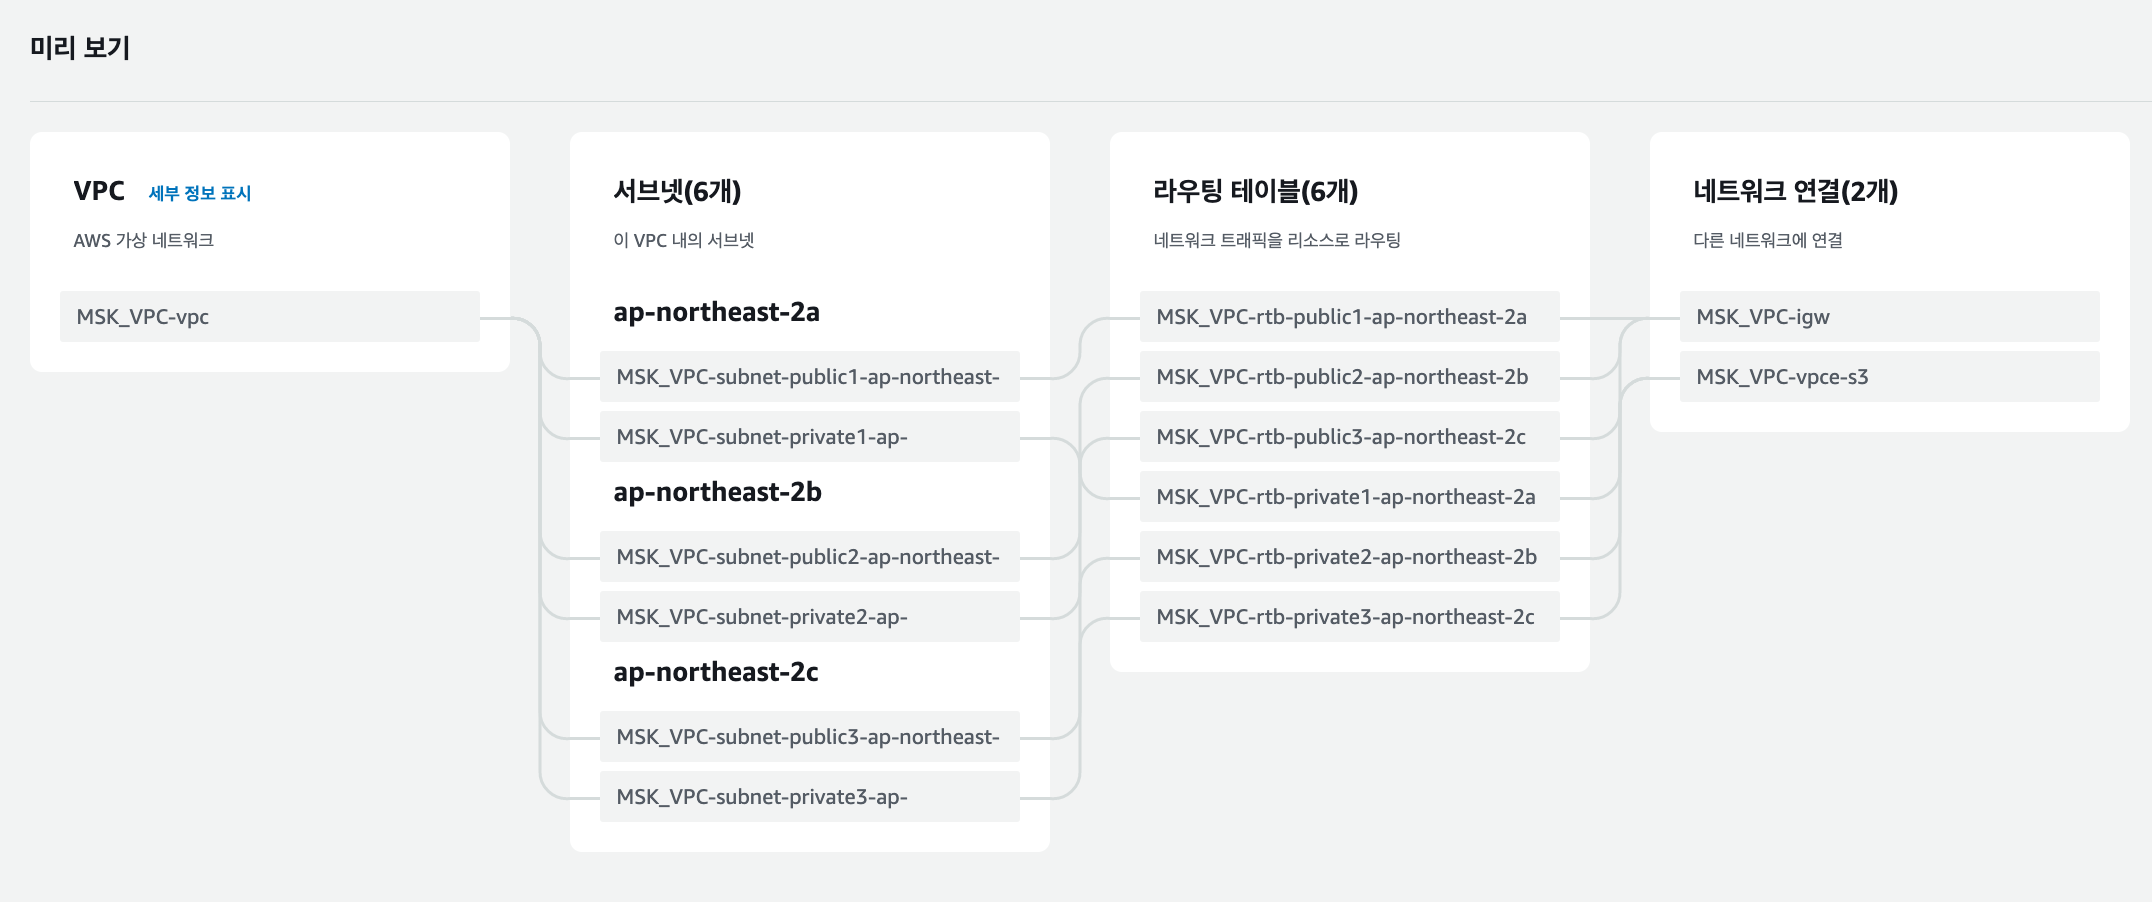 미리 보기
VPC 세부 정보 표시
AWS 가상 네트워크
MSK_VPC-vpc
서브넷(6개)
이 VPC 내의 서브넷
ap-northeast-2a
MSK_VPC-subnet-public1-ap-northeast-
MSK_VPC-subnet-private1-ap-
ap-northeast-2b
MSK_VPC-subnet-public2-ap-northeast-
MSK_VPC-subnet-private2-ap-
ap-northeast-2c
MSK_VPC-subnet-public3-ap-northeast-
MSK_VPC-subnet-private3-ap-
라우팅 테이블(6개)
네트워크 트래픽을 리소스로 라우팅
MSK_VPC-rtb-public1-ap-northeast-2a
MSK_VPC-rtb-public2-ap-northeast-2b
MSK_VPC-rtb-public3-ap-northeast-2c
MSK_VPC-rtb-private1-ap-northeast-2a
MSK_VPC-rtb-private2-ap-northeast-2b
MSK_VPC-rtb-private3-ap-northeast-2c
네트워크 연결(2개)
다른 네트워크에 연결
MSK_VPC-igw
MSK_VPC-vpce-s3